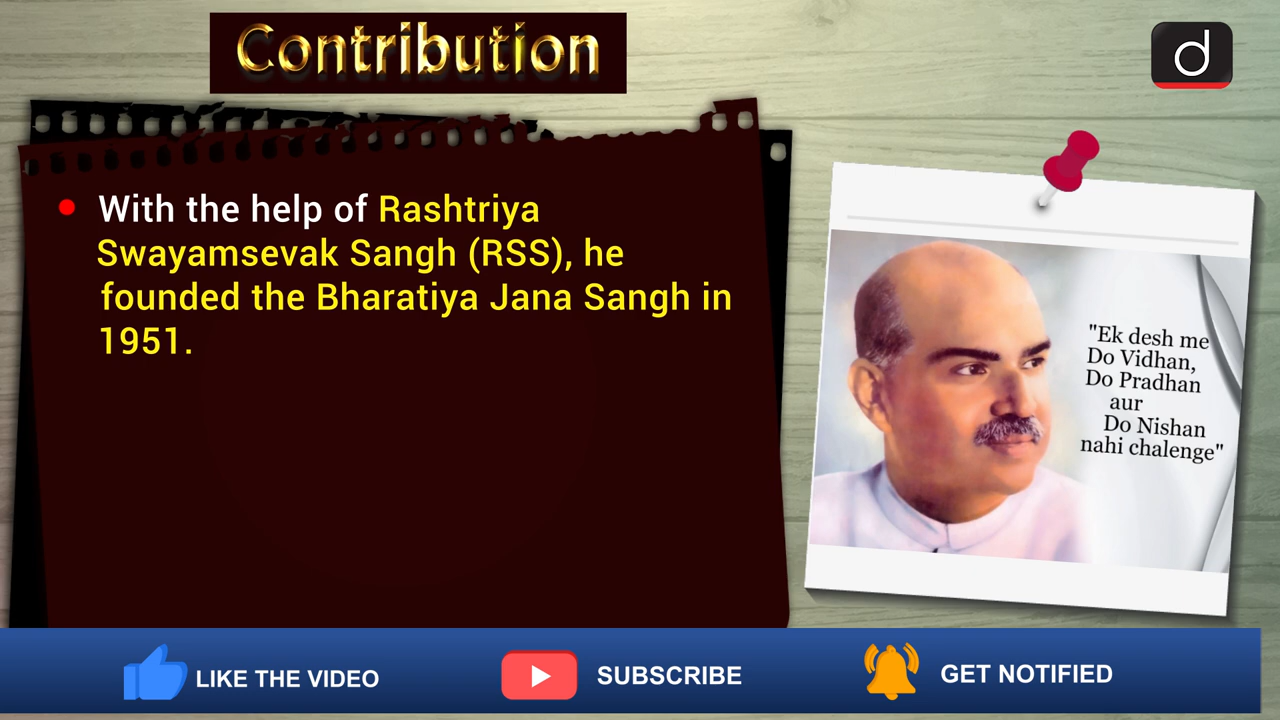 Contribution
d
With the help of Rashtriya
Swayamsevak Sangh (RSS), he
founded the Bharatiya Jana Sangh in
1951.
"Ek desh me
Do Vidhan,
Do Pradhan
aur
Do Nishan
nahi chalenge"
LIKE THE VIDEO
SUBSCRIBE
GET NOTIFIED